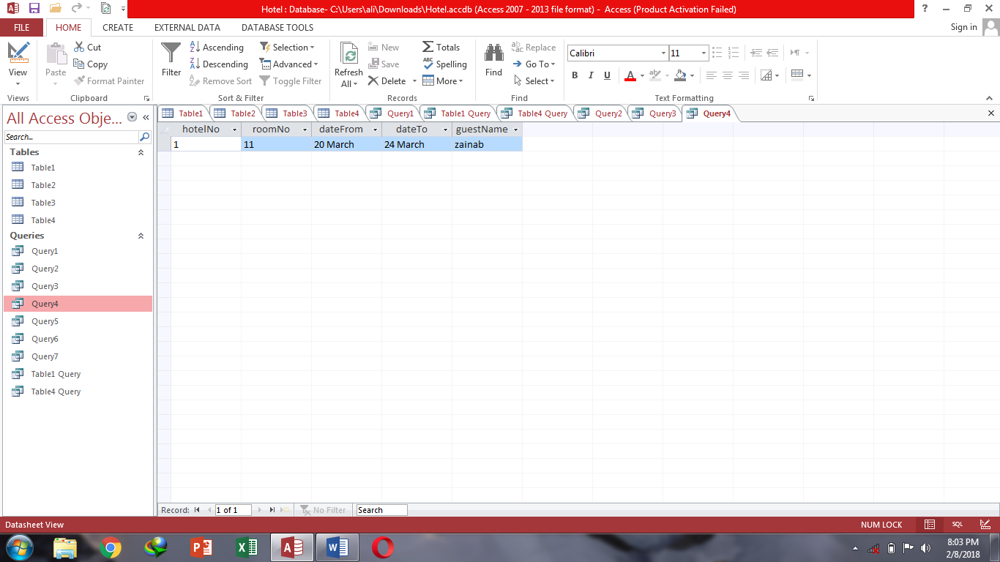 Hotel : Database- C:\Users\ali\Downloads\Hotel.accdb (Access 2007 - 2013 file format) - Access (Product Activation Failed)
FILE HOME CREATE EXTERNAL DATA DATABASE TOOLS Sign in
View
Views
Paste
Cut
Copy
Format Painter
Clipboard
Filter
Ascending
Descending
Remove Sort
Selection
Advanced
Toggle Filter
Sort & Filter
Refresh
All
New
Save
Delete
Totals
Spelling
More
Records
Find
Replace
Go To
Select
Find
Calibri 11
B I U A
Text Formatting
All Access Obje...
Search...
Tables
Table1
Table2
Table3
Table4
Queries
Query1
Query2
Query3
Query4
Query5
Query6
Query7
Table1 Query
Table4 Query
Table1 Table2 Table3 Table4 Query1 Table1 Query Table4 Query Query2 Query3 Query4
hotelNo roomNo dateFrom dateTo guestName
1 11 20 March 24 March zainab
Record: 1 of 1 No Filter Search
Datasheet View NUM LOCK SQL
8:03 PM
2/8/2018